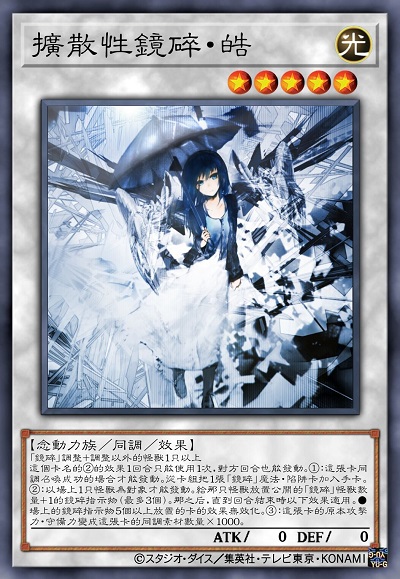 擴散性鏡碎・皓
光
【念動力族／同調／效果】
「鏡碎」調整+調整以外的怪獸1只以上
這個卡名的②的效果1回合只能使用1次,對方回合也能發動。①:這張卡同
調召喚成功的場合才能發動。從卡組把1張「鏡碎」魔法・陷阱卡加入手卡。
②:以場上1只怪獸為對象才能發動。給那只怪獸放置公開的「鏡碎」怪獸數
量+1的鏡碎指示物(最多3個)。那之後,直到回合結束時以下效果適用。●
場上的鏡碎指示物5個以上放置的卡的效果無效化。③:這張卡的原本攻擊
力・守備力變成這張卡的同調素材數量×1000。
ATK/ 0 DEF/ 0
©スタジオ・ダイス／集英社・テレビ東京・KONAMI
YU-G